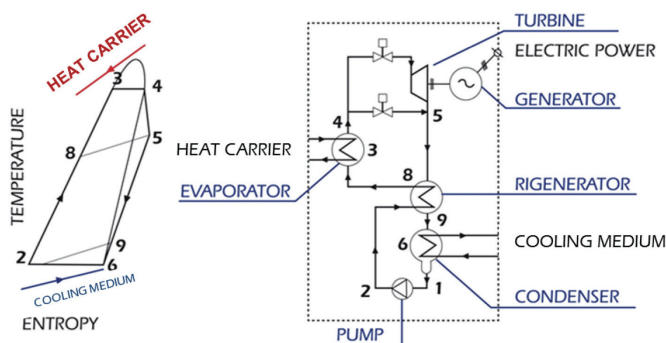 HEAT CARRIER
3
4
5
8
TEMPERATURE
9
2
6
COOLING MEDIUM
ENTROPY
TURBINE
ELECTRIC POWER
GENERATOR
4
5
HEAT CARRIER
3
EVAPORATOR
8
RIGENERATOR
9
6
COOLING MEDIUM
2
1
CONDENSER
PUMP